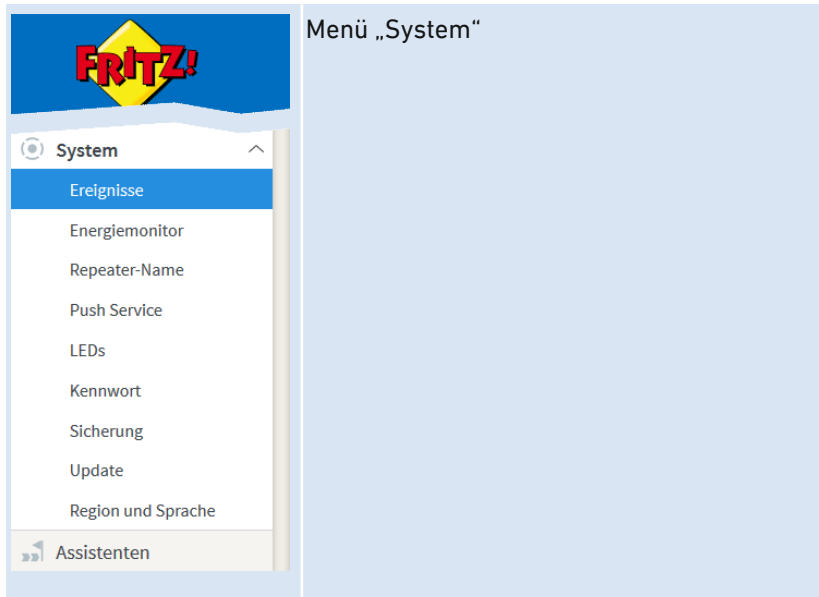 FRITZ!
Menü „System“
System
Ereignisse
Energiemonitor
Repeater-Name
Push Service
LEDs
Kennwort
Sicherung
Update
Region und Sprache
Assistenten